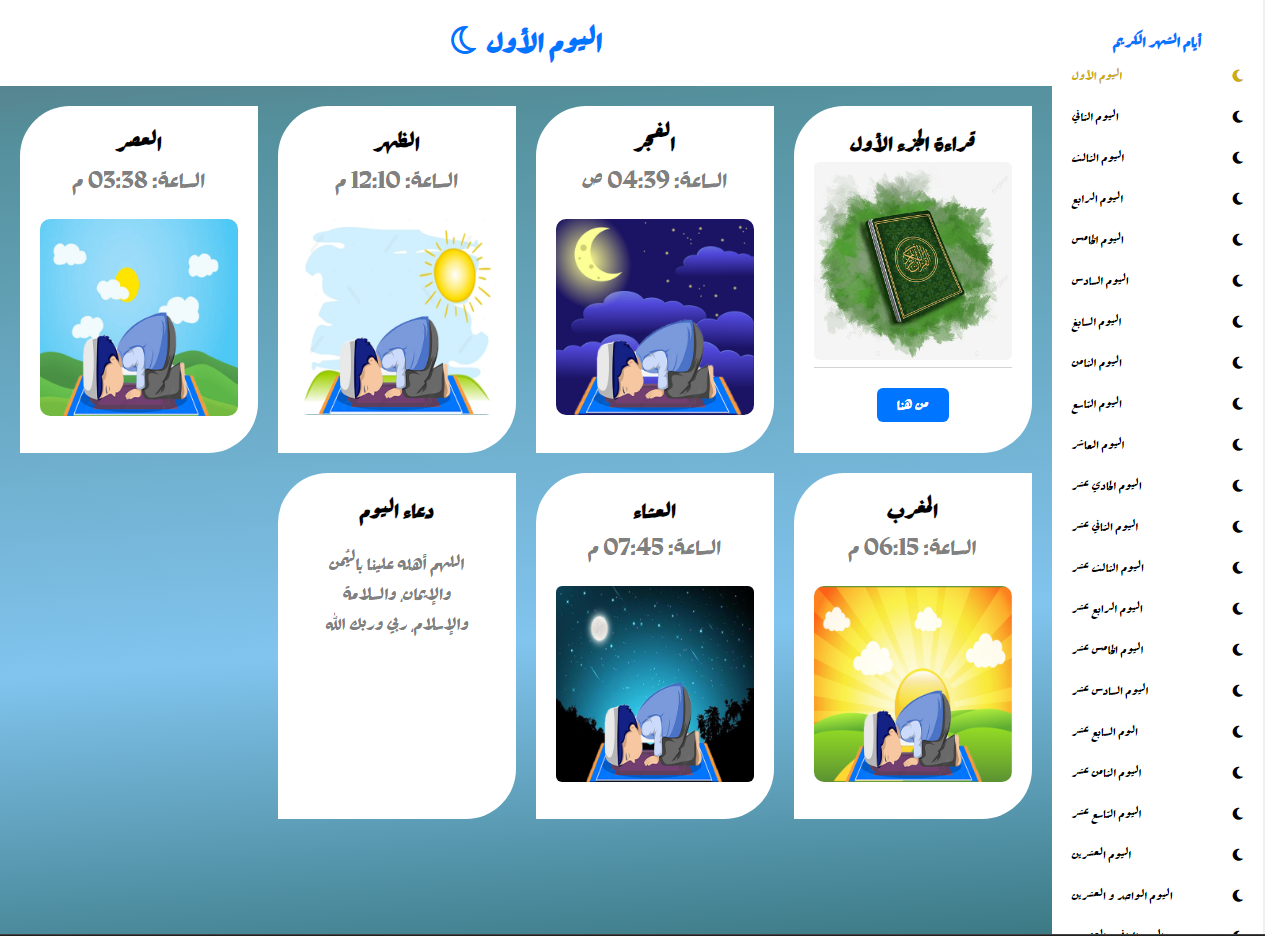 أيام الشهر الكريم
اليوم الأول
اليوم الثاني
اليوم الثالث
اليوم الرابع
اليوم الخامس
اليوم السادس
اليوم السابغ
اليوم الثامن
اليوم التاسع
اليوم العاشر
اليوم الحادي عشر
اليوم الثاني عشر
اليوم الثالث عشر
اليوم الرابع عشر
اليوم الخامس عشر
اليوم السادس عشر
اليوم السابع عشر
اليوم الثامن عشر
اليوم التاسع عشر
اليوم العشرين
اليوم الواحد و العشرين
اليوم الأول
قراءة الجزء الأول
من هنا
الفجر
الساعة: 04:39 ص
الظهر
الساعة: 12:10 م
العصر
الساعة: 03:38 م
المغرب
الساعة: 06:15 م
العشاء
الساعة: 07:45 م
دعاء اليوم
اللهم أهله علينا باليُمن
والإيمان، والسلامة
والإسلام، ربي وربك الله